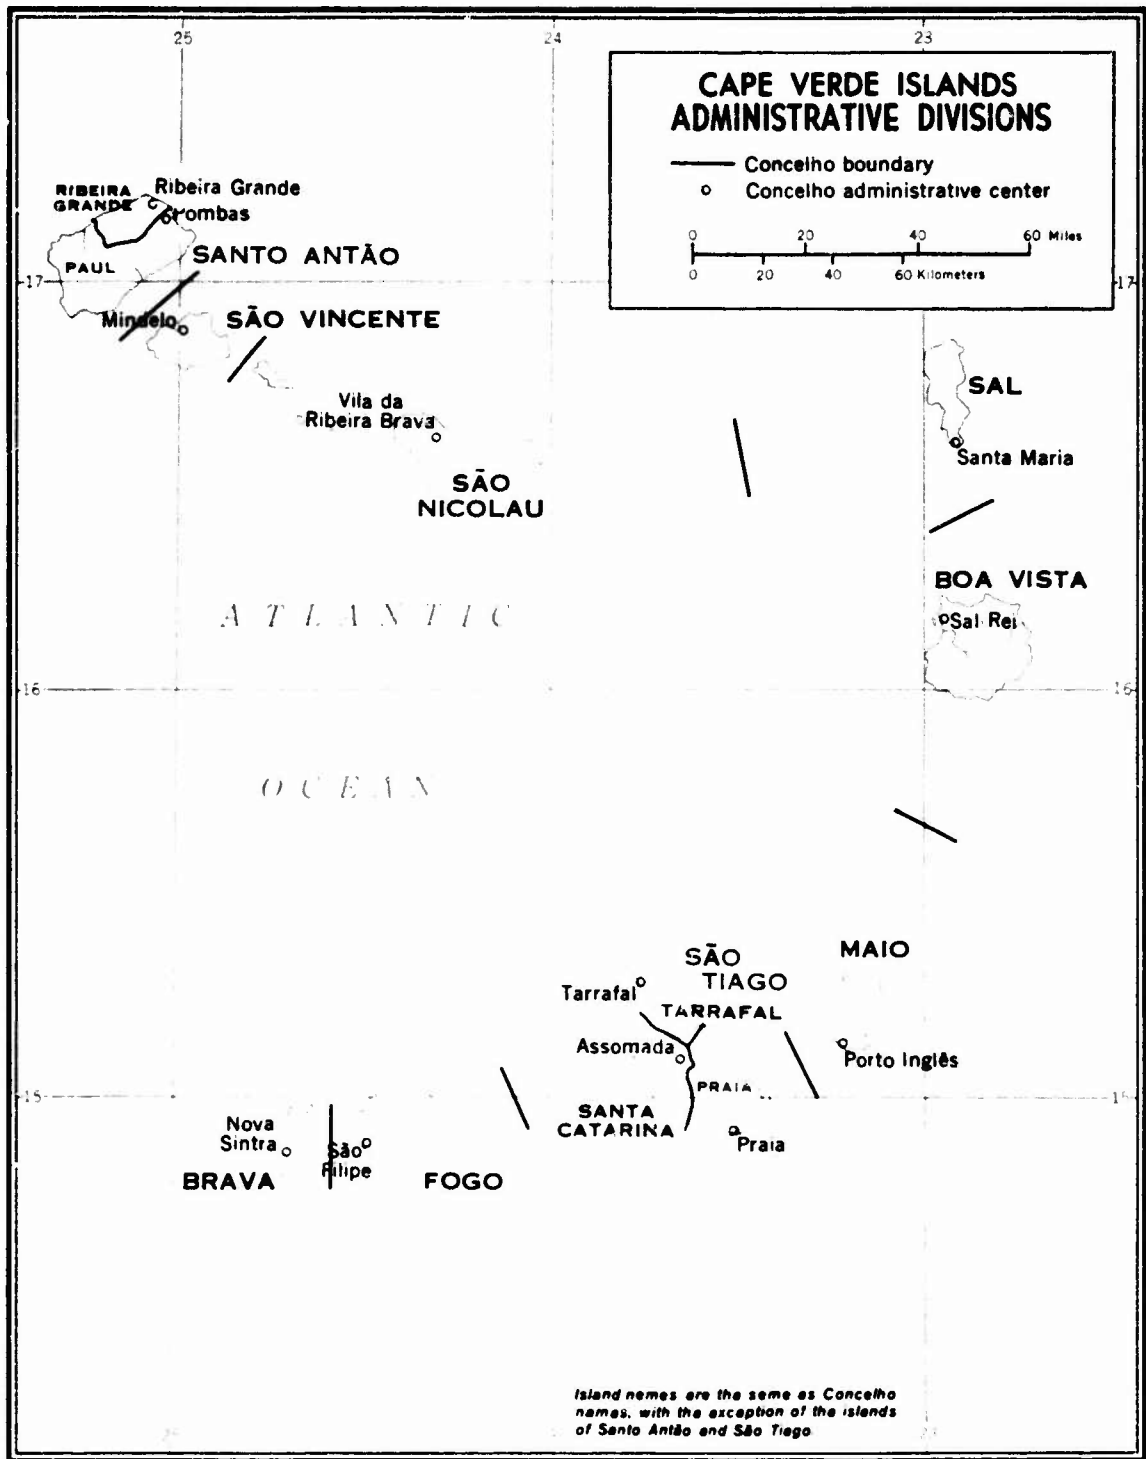 25 24 23
CAPE VERDE ISLANDS
ADMINISTRATIVE DIVISIONS
Concelho boundary
Concelho administrative center
0 20 40 60 Miles
0 20 40 60 Kilometers
RIBEIRA
GRANDE
Ribeira Grande
Pombas
PAUL
SANTO ANTÃO
17 17
Mindelo
SÃO VINCENTE
Vila da
Ribeira Brava
SÃO
NICOLAU
SAL
Santa Maria
BOA VISTA
Sal Rei
ATLANTIC
16 16
OCEAN
MAIO
SÃO
TIAGO
Tarrafal
TARRAFAL
Assomada
Porto Inglês
PRAIA
15 15
SANTA
CATARINA
Praia
Nova
Sintra
São
Filipe
BRAVA
FOGO
Island nemes are the seme as Concelho
names, with the exception of the islands
of Santo Antão and São Tiago
24